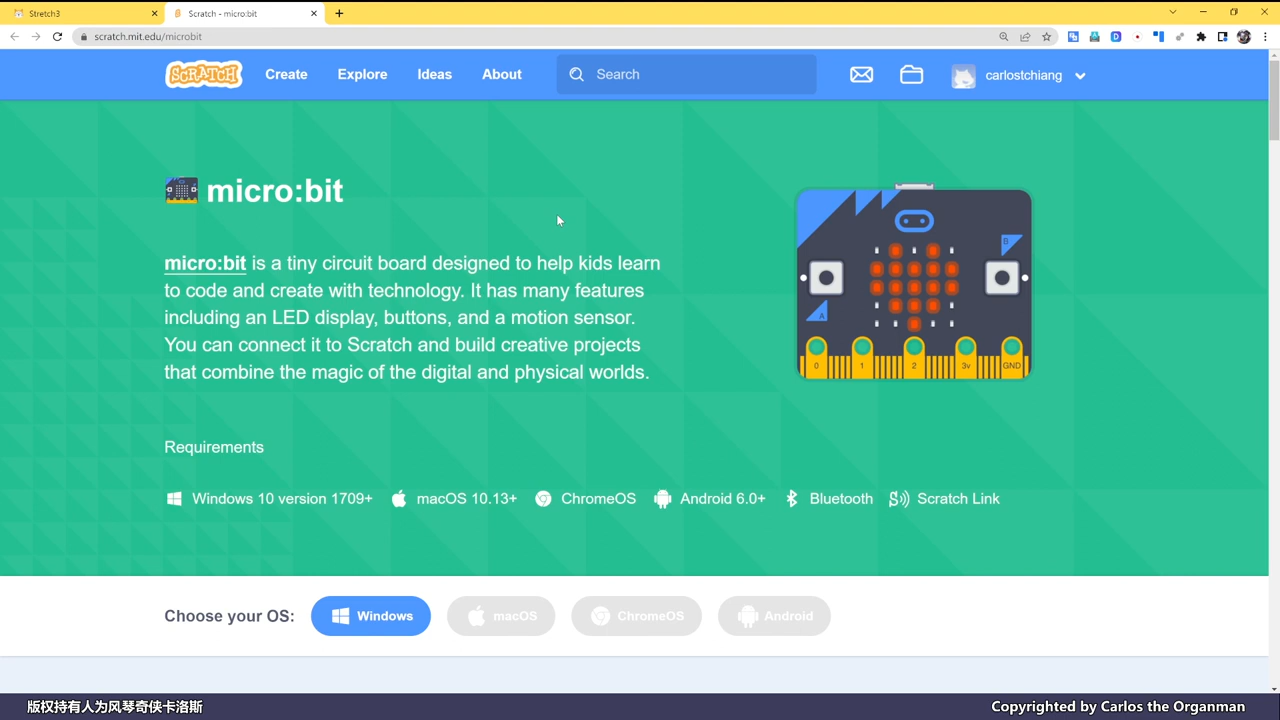 Stretch3
Scratch - micro:bit
scratch.mit.edu/microbit
SCRATCH
Create
Explore
Ideas
About
Search
carlostchiang
micro:bit
micro:bit is a tiny circuit board designed to help kids learn
to code and create with technology. It has many features
including an LED display, buttons, and a motion sensor.
You can connect it to Scratch and build creative projects
that combine the magic of the digital and physical worlds.
B
A
0
1
2
3v
GND
Requirements
Windows 10 version 1709+
macOS 10.13+
ChromeOS
Android 6.0+
Bluetooth
Scratch Link
Choose your OS:
Windows
macOS
ChromeOS
Android
版权持有人为风琴奇侠卡洛斯
Copyrighted by Carlos the Organman